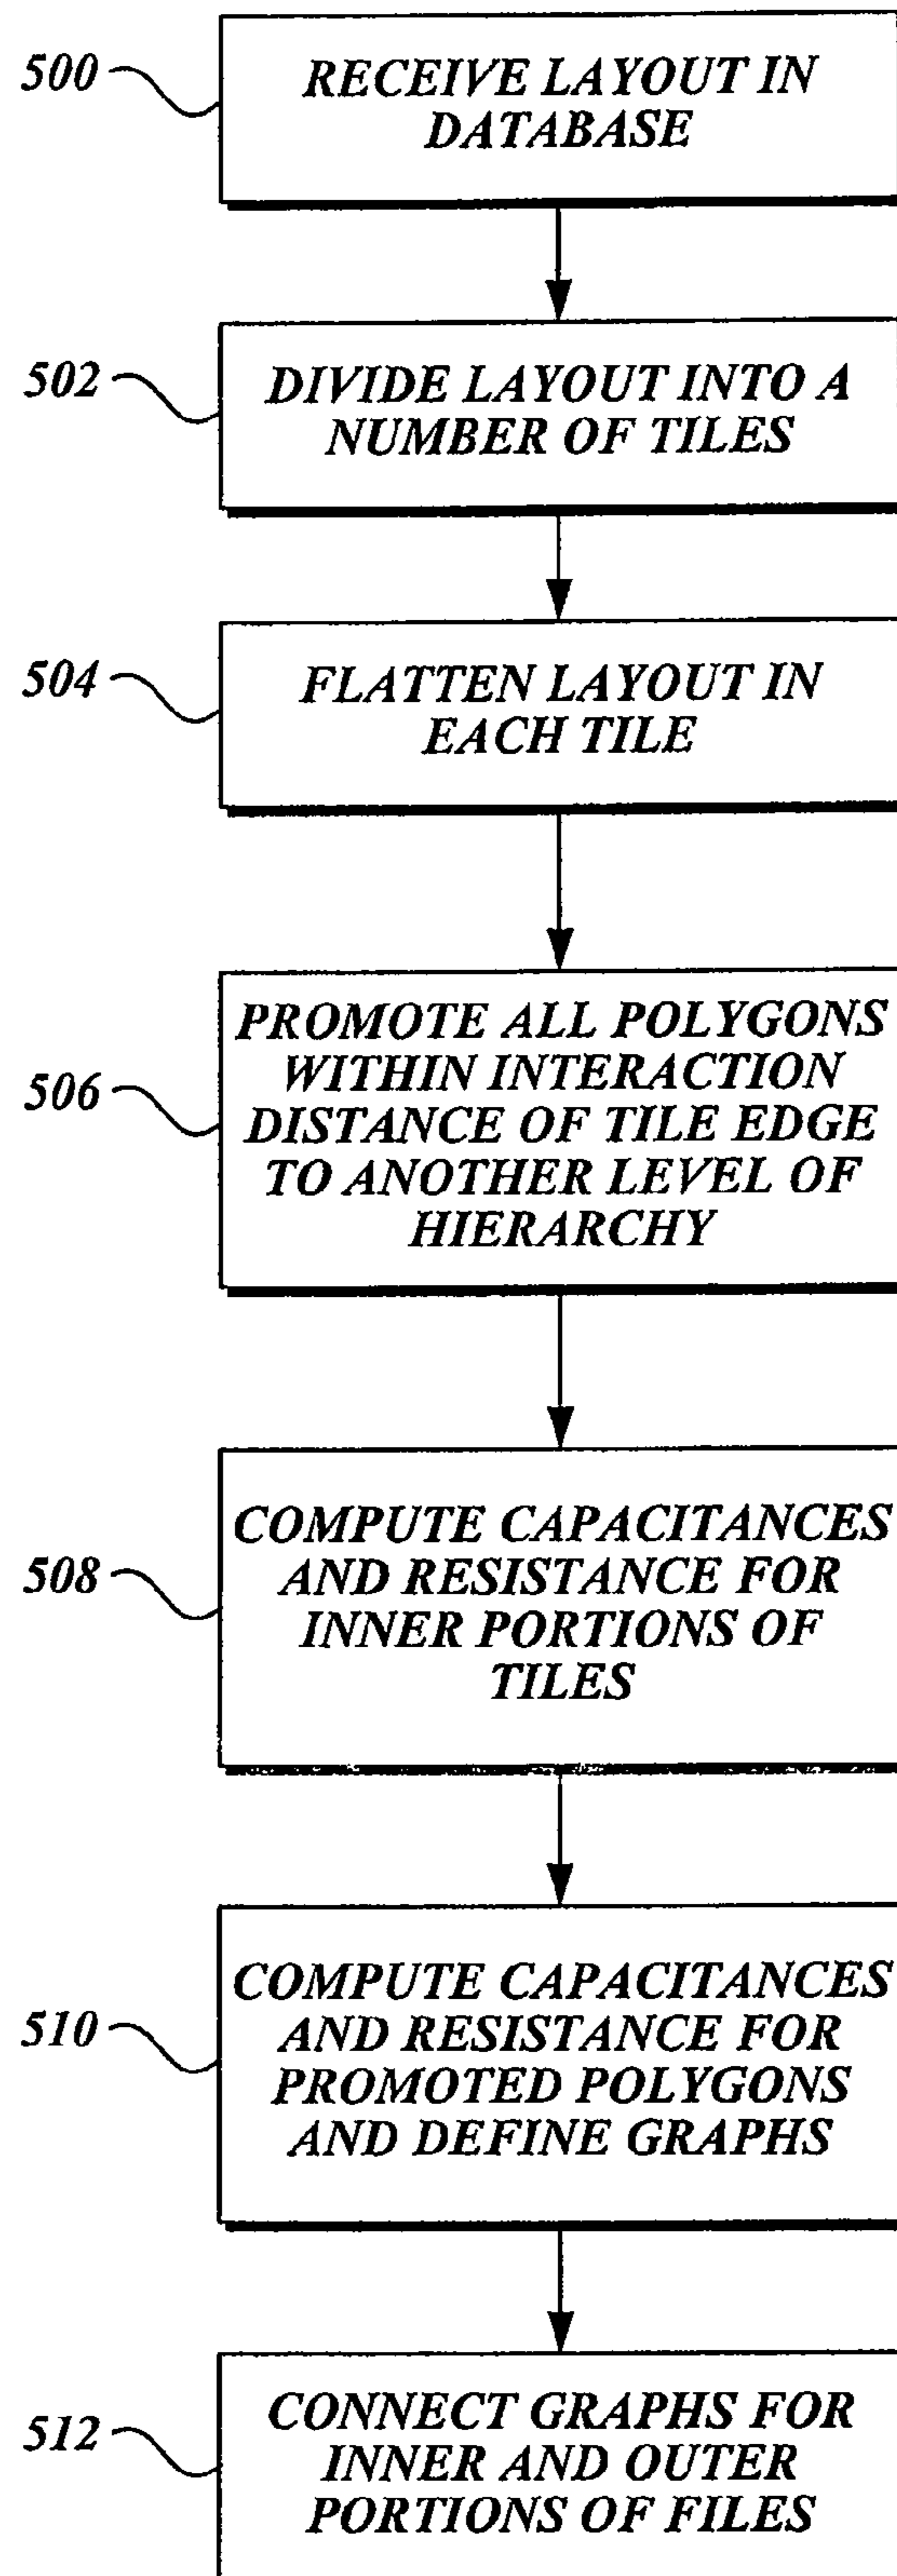 500
RECEIVE LAYOUT IN
DATABASE
502
DIVIDE LAYOUT INTO A
NUMBER OF TILES
504
FLATTEN LAYOUT IN
EACH TILE
506
PROMOTE ALL POLYGONS
WITHIN INTERACTION
DISTANCE OF TILE EDGE
TO ANOTHER LEVEL OF
HIERARCHY
508
COMPUTE CAPACITANCES
AND RESISTANCE FOR
INNER PORTIONS OF
TILES
510
COMPUTE CAPACITANCES
AND RESISTANCE FOR
PROMOTED POLYGONS
AND DEFINE GRAPHS
512
CONNECT GRAPHS FOR
INNER AND OUTER
PORTIONS OF FILES